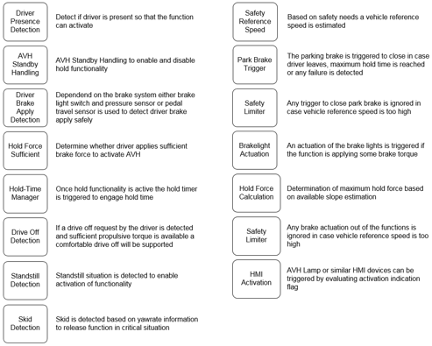 Driver
Presence
Detection
Detect if driver is present so that the function
can activate
AVH
Standby
Handling
AVH Standby Handling to enable and disable
hold functionality
Driver
Brake
Apply
Detection
Dependend on the brake system either brake
light switch and pressure sensor or pedal
travel sensor is used to detect driver brake
apply safely
Hold Force
Sufficient
Determine whether driver applies sufficient
brake force to activate AVH
Hold-Time
Manager
Once hold functionality is active the hold timer
is triggered to engage hold time
Drive Off
Detection
If a drive off request by the driver is detected
and sufficient propulsive torque is available a
comfortable drive off will be supported
Standstill
Detection
Standstill situation is detected to enable
activation of functionality
Skid
Detection
Skid is detected based on yawrate information
to release function in critical situation
Safety
Reference
Speed
Based on safety needs a vehicle reference
speed is estimated
Park Brake
Trigger
The parking brake is triggered to close in case
driver leaves, maximum hold time is reached
or any failure is detected
Safety
Limiter
Any trigger to close park brake is ignored in
case vehicle reference speed is too high
Brakelight
Actuation
An actuation of the brake lights is triggered if
the function is applying some brake torque
Hold Force
Calculation
Determination of maximum hold force based
on available slope estimation
Safety
Limiter
Any brake actuation out of the functions is
ignored in case vehicle reference speed is too
high
HMI
Activation
AVH Lamp or similar HMI devices can be
triggered by evaluating activation indication
flag